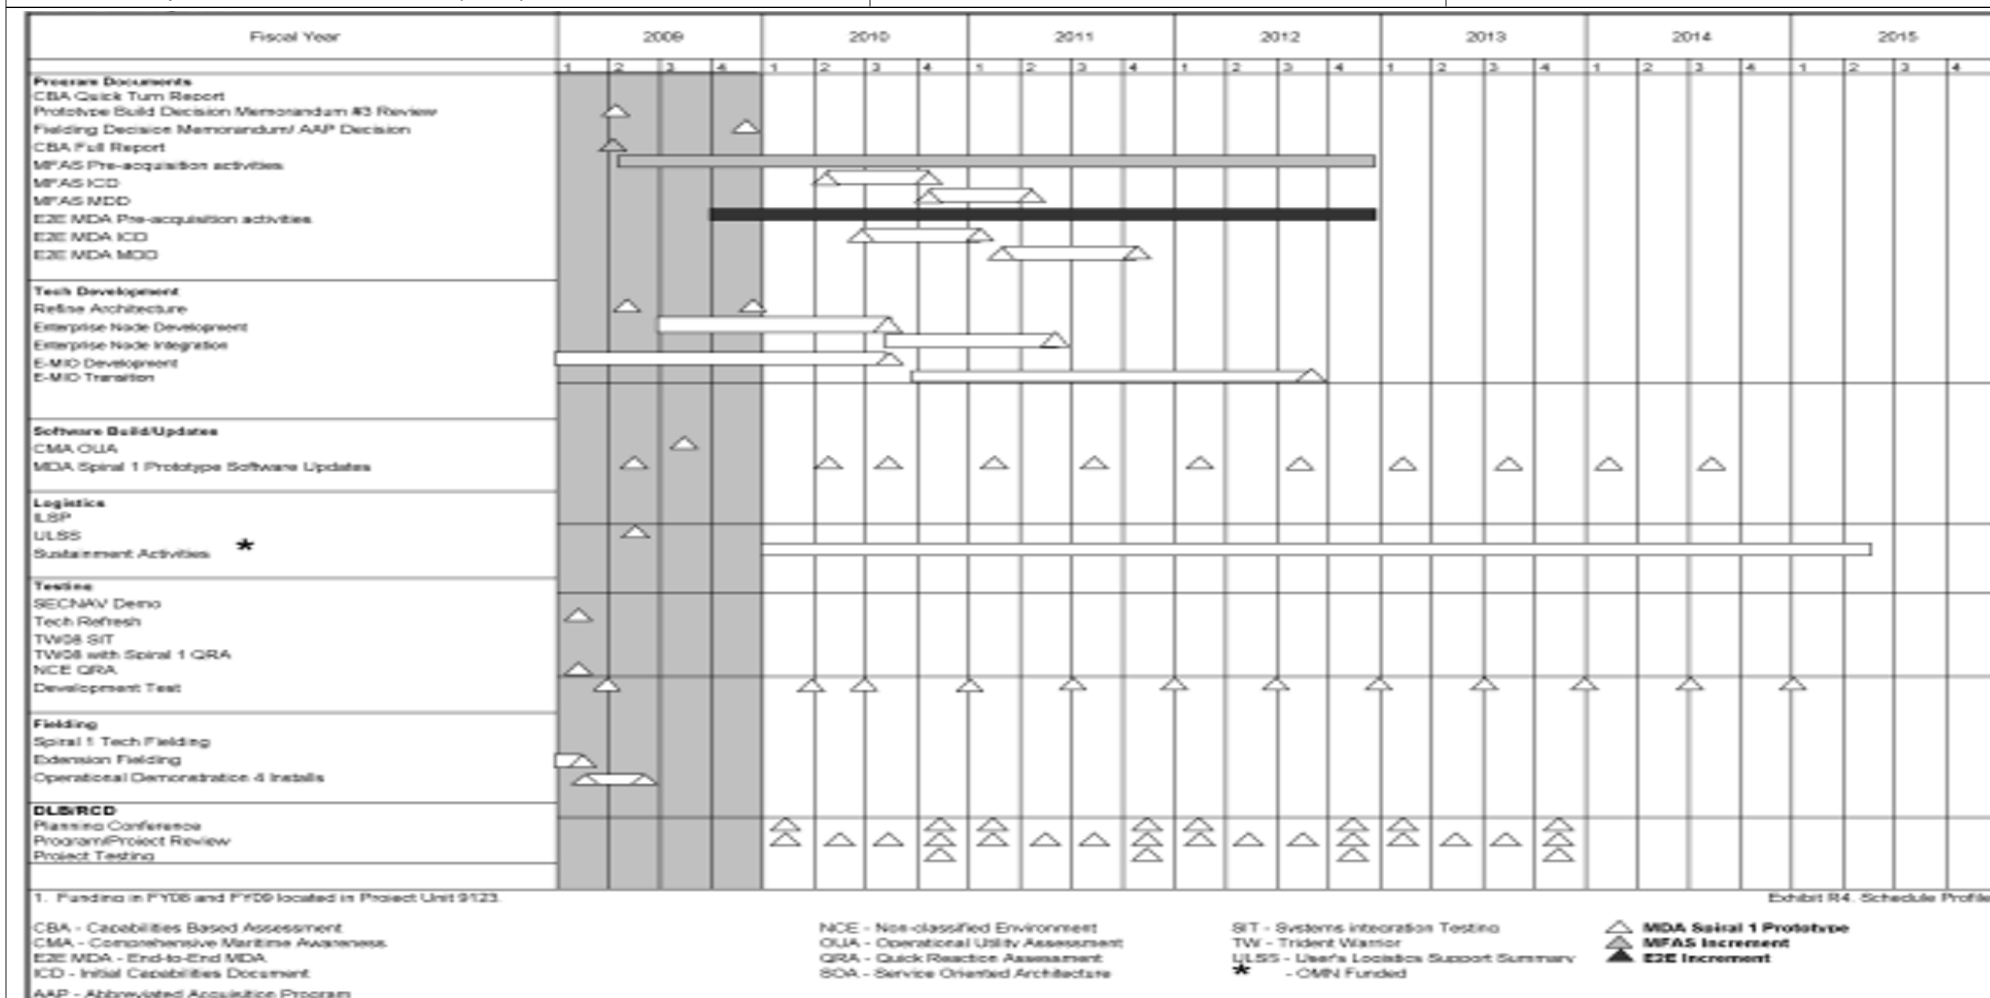 Fiscal Year 2009 2010 2011 2012 2013 2014 2015
1 2 3 4 1 2 3 4 1 2 3 4 1 2 3 4 1 2 3 4 1 2 3 4 1 2 3 4
Program Documents
CBA Quick Turn Report
Prototype Build Decision Memorandum #3 Review
Fielding Decision Memorandum/ AAP Decision
CBA Full Report
MFAS Pre-acquisition activities
MFAS ICD
MFAS MDD
E2E MDA Pre-acquisition activities
E2E MDA ICD
E2E MDA MDD
Tech Development
Refine Architecture
Enterprise Node Development
Enterprise Node Integration
E-MIO Development
E-MIO Transition
Software Build/Updates
CMA OUA
MDA Spiral 1 Prototype Software Updates
Logistics
ILSP
ULSS
Sustainment Activities *
Testing
SECNAV Demo
Tech Refresh
TW08 SIT
TW08 with Spiral 1 QRA
NCE QRA
Development Test
Fielding
Spiral 1 Tech Fielding
Extension Fielding
Operational Demonstration 4 Installs
DLB/RCD
Planning Conference
Program/Project Review
Project Testing
1. Funding in FY08 and FY09 located in Project Unit 9123.
Exhibit R4. Schedule Profile
CBA - Capabilities Based Assessment
CMA - Comprehensive Maritime Awareness
E2E MDA - End-to-End MDA
ICD - Initial Capabilities Document
AAP - Abbreviated Acquisition Program
NCE - Non-classified Environment
OUA - Operational Utility Assessment
QRA - Quick Reaction Assessment
SOA - Service Oriented Architecture
SIT - Systems integration Testing
TW - Trident Warrior
ULSS - User's Logistics Support Summary
* - OMN Funded
MDA Spiral 1 Prototype
MFAS Increment
E2E Increment